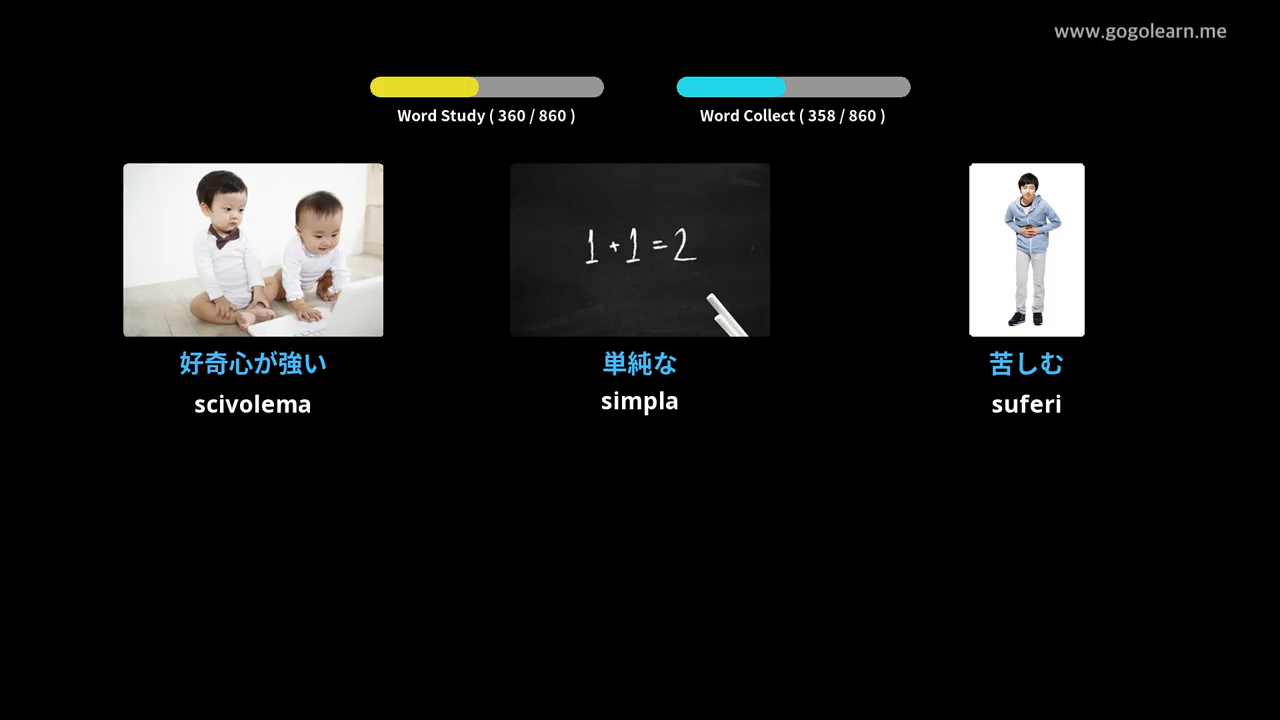 www.gogolearn.me
Word Study ( 360 / 860 )
Word Collect ( 358 / 860 )
1 + 1 = 2
好奇心が強い
scivolema
単純な
simpla
苦しむ
suferi